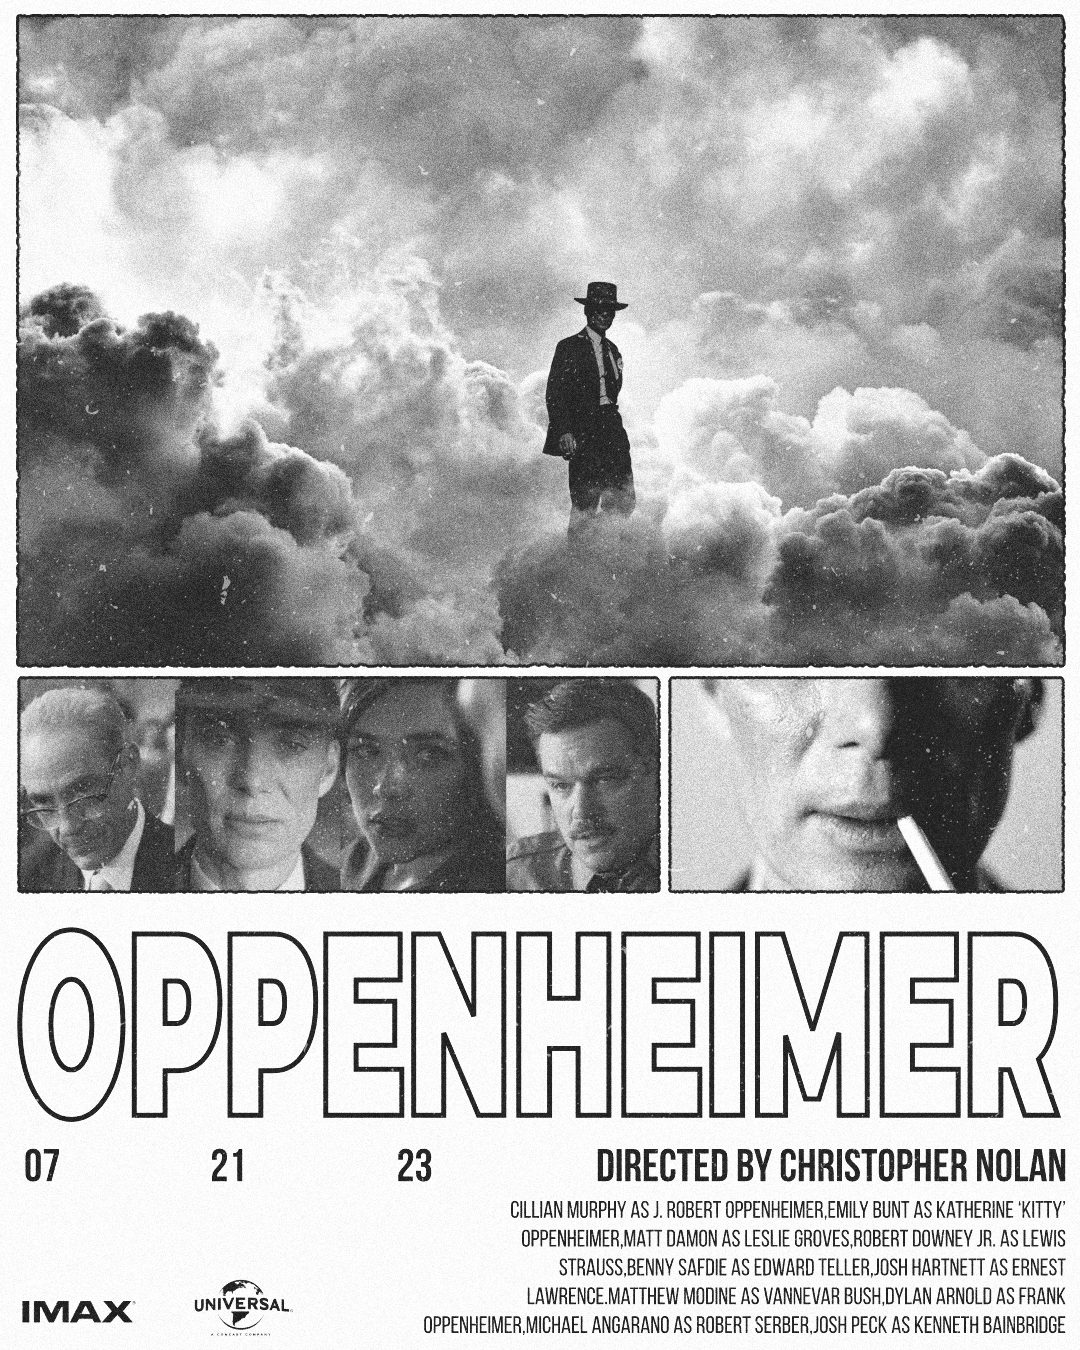 OPPENHEIMER
07 21 23 DIRECTED BY CHRISTOPHER NOLAN
CILLIAN MURPHY AS J. ROBERT OPPENHEIMER,EMILY BUNT AS KATHERINE ‘KITTY’
OPPENHEIMER,MATT DAMON AS LESLIE GROVES,ROBERT DOWNEY JR. AS LEWIS
STRAUSS,BENNY SAFDIE AS EDWARD TELLER,JOSH HARTNETT AS ERNEST
LAWRENCE.MATTHEW MODINE AS VANNEVAR BUSH,DYLAN ARNOLD AS FRANK
OPPENHEIMER,MICHAEL ANGARANO AS ROBERT SERBER,JOSH PECK AS KENNETH BAINBRIDGE
IMAX
UNIVERSAL
A COMCAST COMPANY